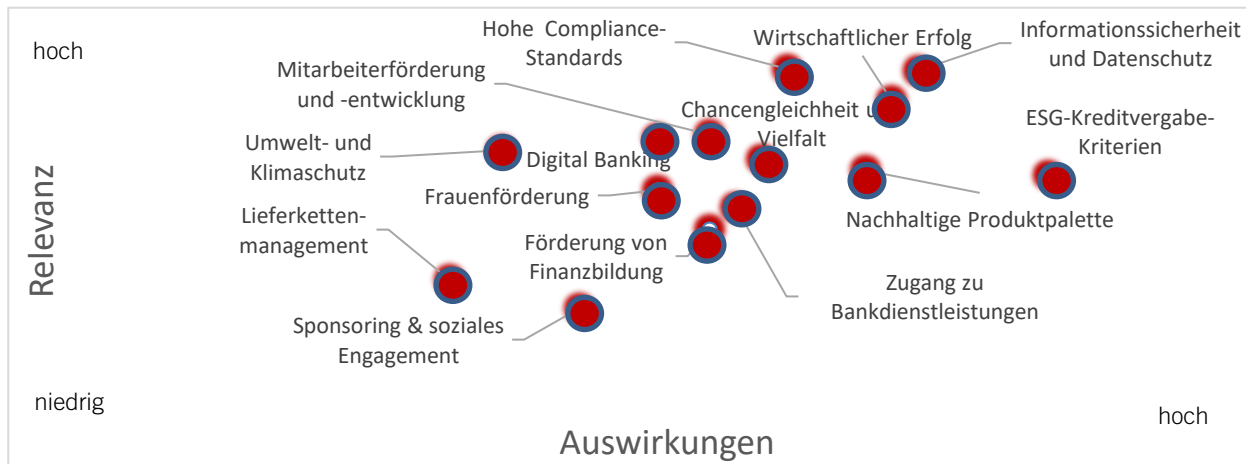 hoch
Hohe Compliance-
Standards
Wirtschaftlicher Erfolg
Informationssicherheit
und Datenschutz
Mitarbeiterförderung
und -entwicklung
Chancengleichheit u
Vielfalt
ESG-Kreditvergabe-
Kriterien
Umwelt- und
Klimaschutz
Digital Banking
Frauenförderung
Lieferketten-
management
Nachhaltige Produktpalette
Förderung von
Finanzbildung
Zugang zu
Bankdienstleistungen
Sponsoring & soziales
Engagement
Relevanz
niedrig
hoch
Auswirkungen